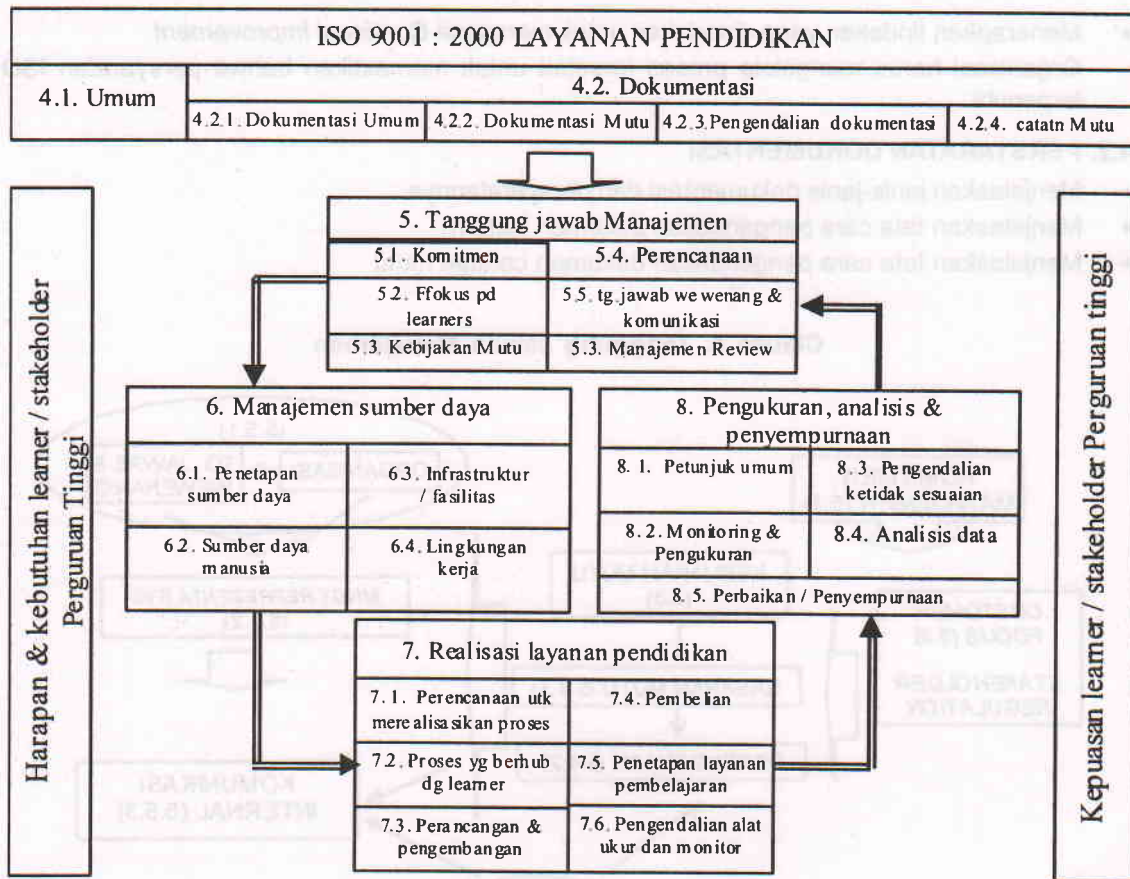 ISO 9001 : 2000 LAYANAN PENDIDIKAN
4.1. Umum
4.2. Dokumentasi
4.2.1. Dokumentasi Umum
4.2.2. Dokumentasi Mutu
4.2.3.Pengendalian dokumentasi
4.2.4. catatn Mutu
Harapan & kebutuhan learner / stakeholder
Perguruan Tinggi
5. Tanggung jawab Manajemen
5.1. Komitmen
5.4. Perencanaan
5.2. Ffokus pd
learners
5.5. tg.jawab wewenang &
komunikasi
5.3. Kebijakan Mutu
5.3. Manajemen Review
6. Manajemen sumber daya
6.1. Penetapan
sumber daya
6.3. Infrastruktur
/ fasilitas
6.2. Sumber daya
manusia
6.4. Lingkungan
kerja
8. Pengukuran, analisis &
penyempurnaan
8. 1. Petunjuk umum
8. 3. Pengendalian
ketidak sesuaian
8. 2. Monitoring &
Pengukuran
8.4. Analisis data
8. 5. Perbaikan / Penyempurnaan
7. Realisasi layanan pendidikan
7.1. Perencanaan utk
merealisasikan proses
7.4. Pembelian
7.2. Proses yg berhub
dg learner
7.5. Penetapan layanan
pembelajaran
7.3. Perancangan &
pengembangan
7.6. Pengendalian alat
ukur dan monitor
Kepuasan learner / stakeholder Perguruan tinggi